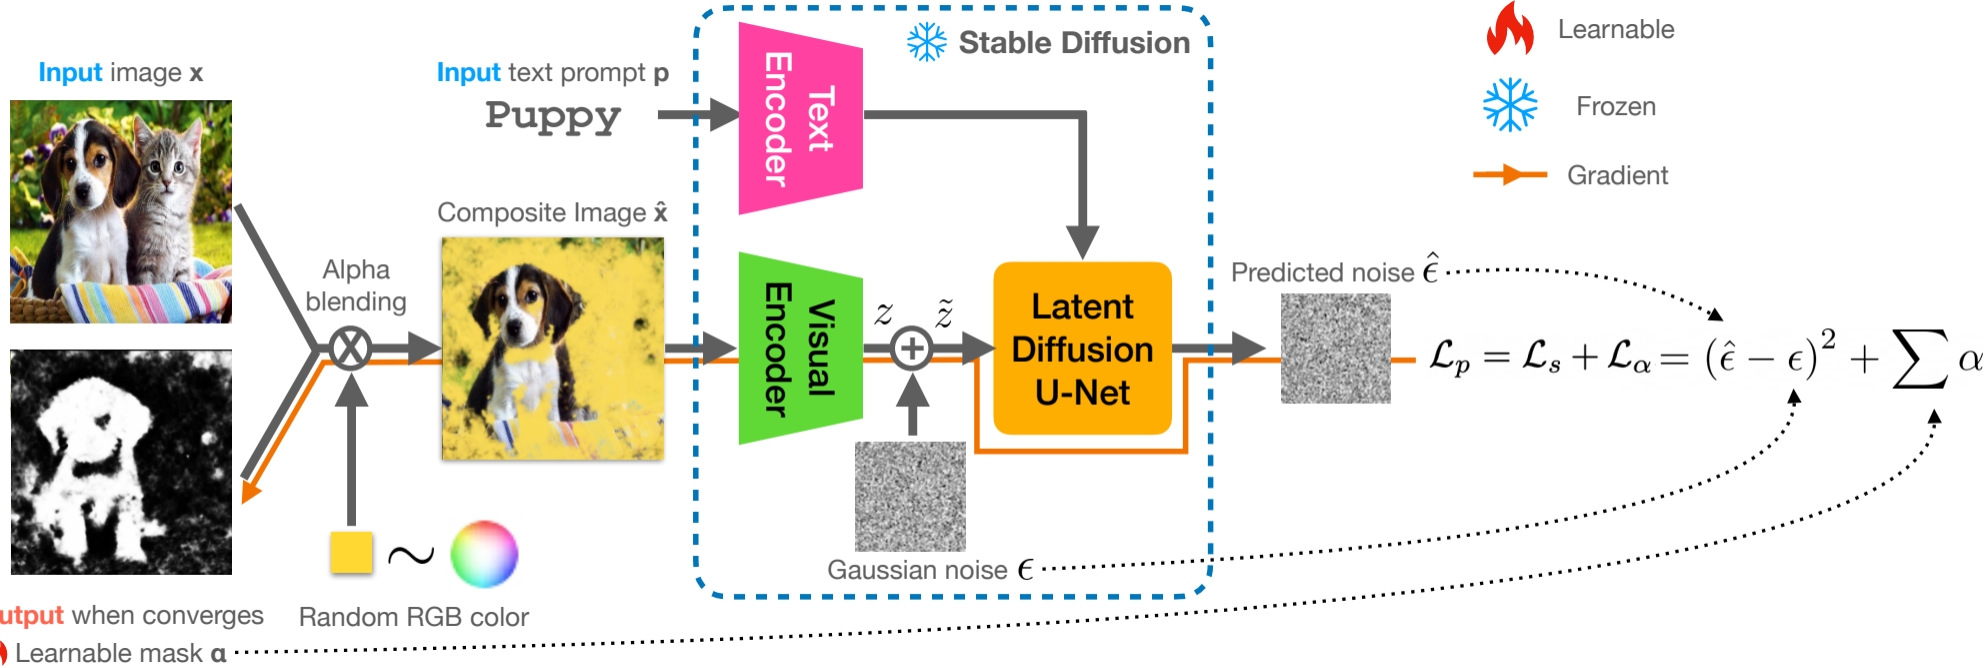 Input image x
Input text prompt p
Puppy
Text
Encoder
Stable Diffusion
Learnable
Frozen
Gradient
Composite Image x̂
Alpha
blending
Visual
Encoder
z
z̃
Latent
Diffusion
U-Net
Predicted noise ϵ̂
ℒₚ = ℒₛ + ℒ_α = (ϵ̂ − ϵ)² + ∑ α
Gaussian noise ϵ
∼
Random RGB color
utput when converges
Learnable mask α